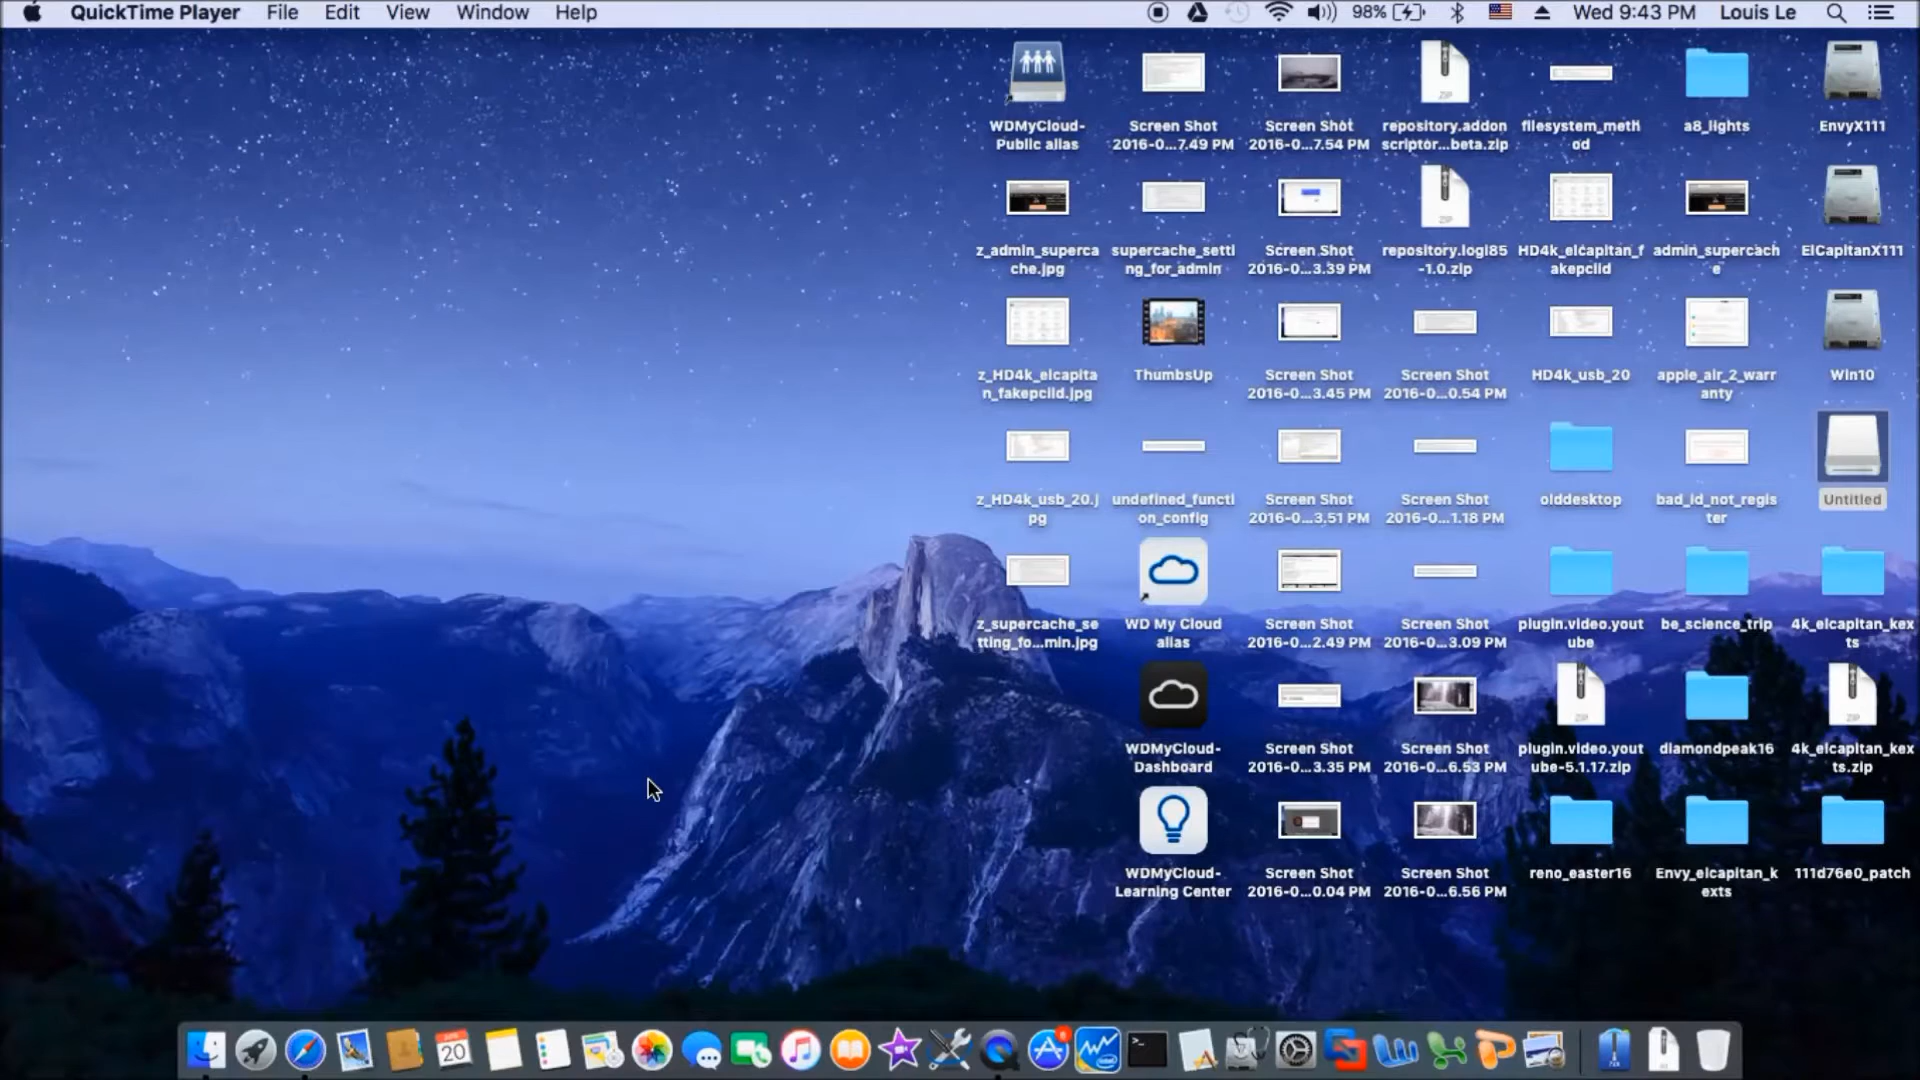 QuickTime Player File Edit View Window Help 98% Wed 9:43 PM Louis Le
WDMyCloud-
Public alias
Screen Shot
2016-0...7.49 PM
Screen Shot
2016-0...7.54 PM
repository.addon
scriptor...beta.zip
filesystem_meth
od
a8_lights
EnvyX111
z_admin_superca
che.jpg
supercache_setti
ng_for_admin
Screen Shot
2016-0...3.39 PM
repository.logi85
-1.0.zip
HD4k_elcapitan_f
akepciid
admin_supercach
e
ElCapitanX111
z_HD4k_elcapita
n_fakepciid.jpg
ThumbsUp
Screen Shot
2016-0...3.45 PM
Screen Shot
2016-0...0.54 PM
HD4k_usb_20
apple_air_2_warr
anty
Win10
z_HD4k_usb_20.j
pg
undefined_functi
on_config
Screen Shot
2016-0...3.51 PM
Screen Shot
2016-0...1.18 PM
olddesktop
bad_id_not_regis
ter
Untitled
z_supercache_se
tting_fo...min.jpg
WD My Cloud
alias
Screen Shot
2016-0...2.49 PM
Screen Shot
2016-0...3.09 PM
plugin.video.yout
ube
be_science_trip
4k_elcapitan_kex
ts
WDMyCloud-
Dashboard
Screen Shot
2016-0...3.35 PM
Screen Shot
2016-0...6.53 PM
ZIP
plugin.video.yout
ube-5.1.17.zip
diamondpeak16
ZIP
4k_elcapitan_kex
ts.zip
WDMyCloud-
Learning Center
Screen Shot
2016-0...0.04 PM
Screen Shot
2016-0...6.56 PM
reno_easter16
Envy_elcapitan_k
exts
111d76e0_patch
20